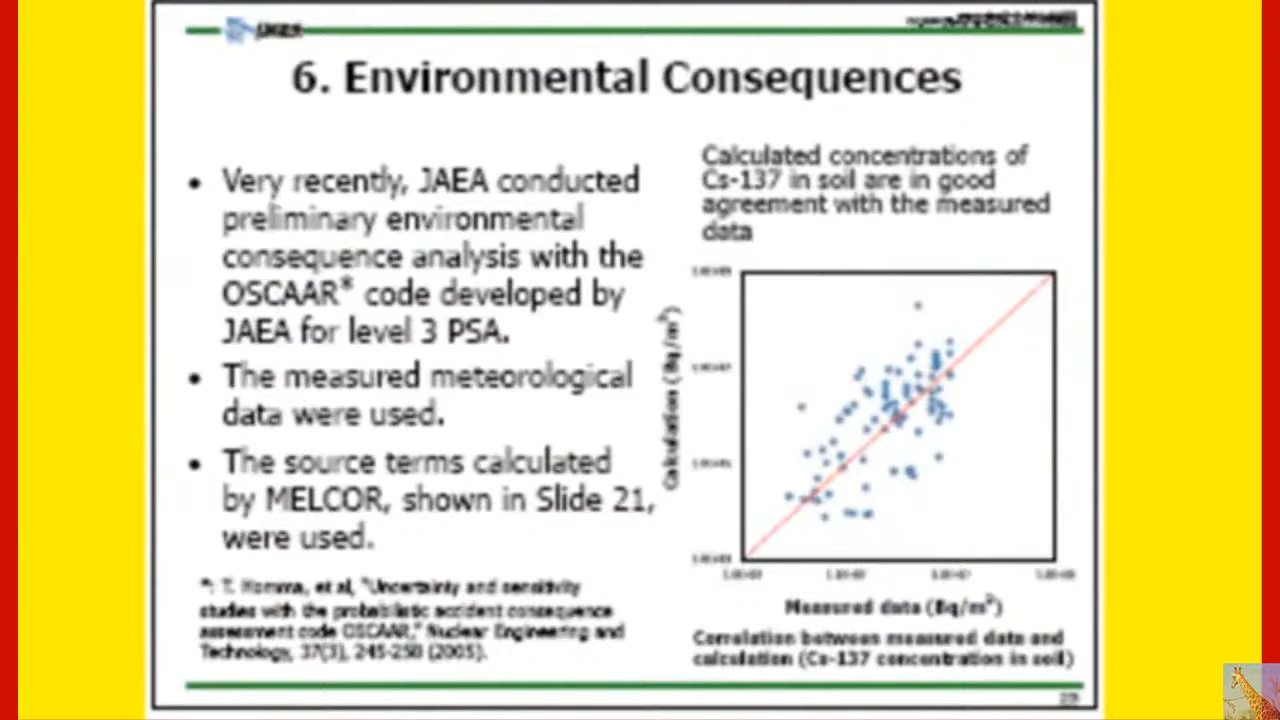 6. Environmental Consequences
• Very recently, JAEA conducted
preliminary environmental
consequence analysis with the
OSCAAR* code developed by
JAEA for level 3 PSA.
• The measured meteorological
data were used.
• The source terms calculated
by MELCOR, shown in Slide 21,
were used.
*: T. Homma, et al, "Uncertainty and sensitivity
studies with the probabilistic accident consequence
assessment code OSCAAR," Nuclear Engineering and
Technology, 37(3), 245-258 (2005).
Calculated concentrations of
Cs-137 in soil are in good
agreement with the measured
data
Calculation (Bq/m²)
Measured data (Bq/m²)
Correlation between measured data and
calculation (Cs-137 concentration in soil)